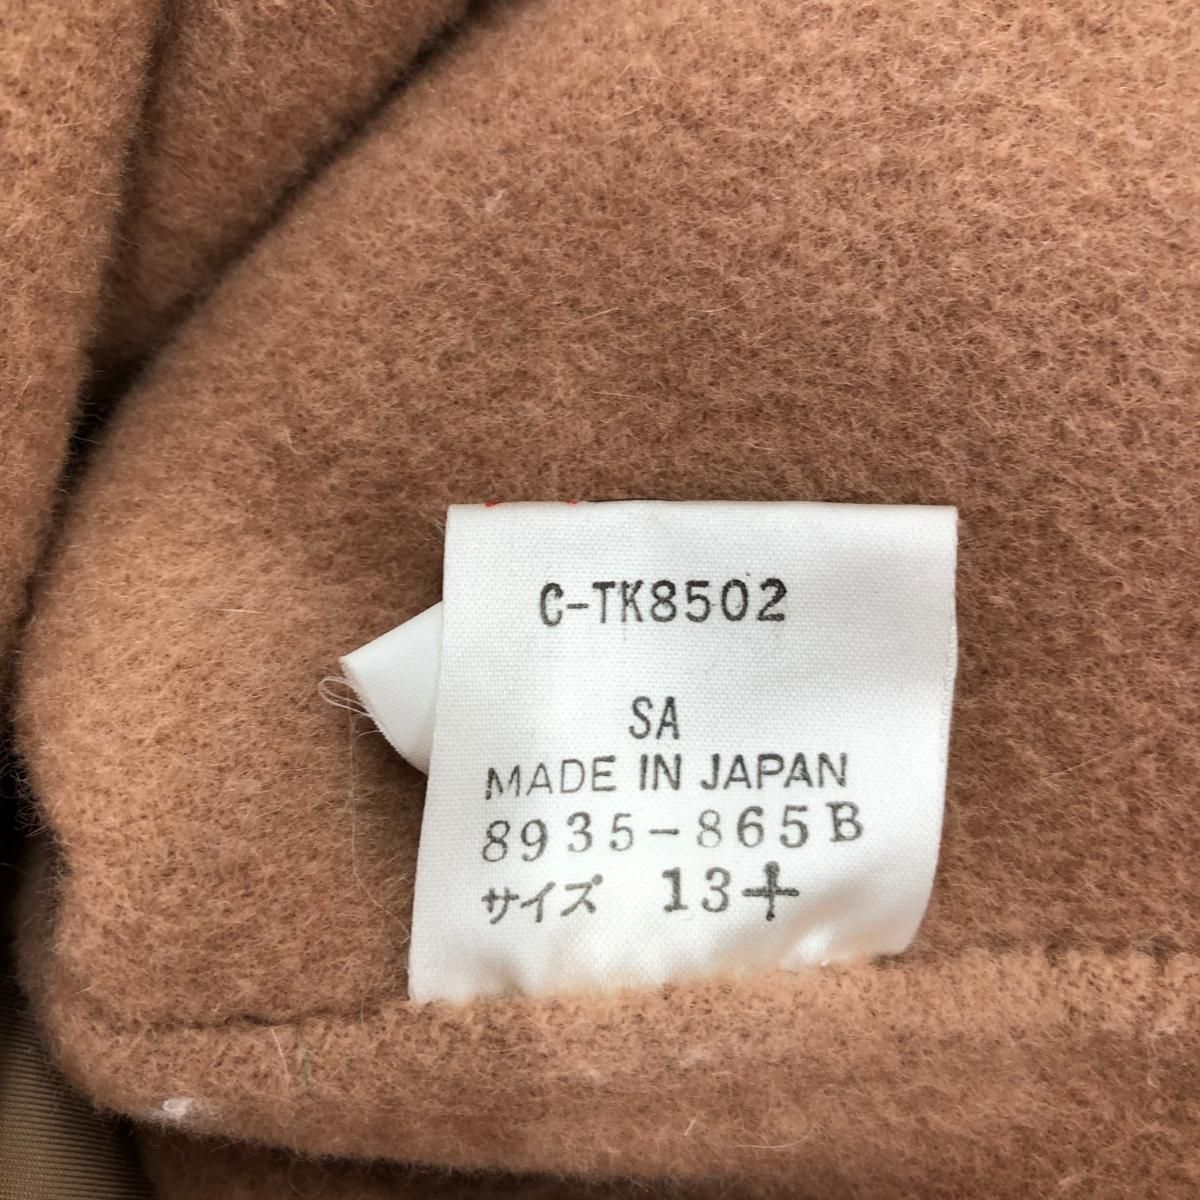 C-TK8502
SA
MADE IN JAPAN
8935-865B
サイズ 13+